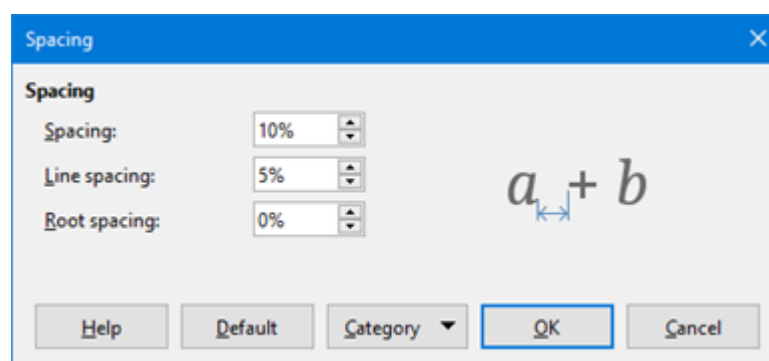 Spacing
Spacing
Spacing: 10%
Line spacing: 5%
Root spacing: 0%
a + b
Help Default Category OK Cancel